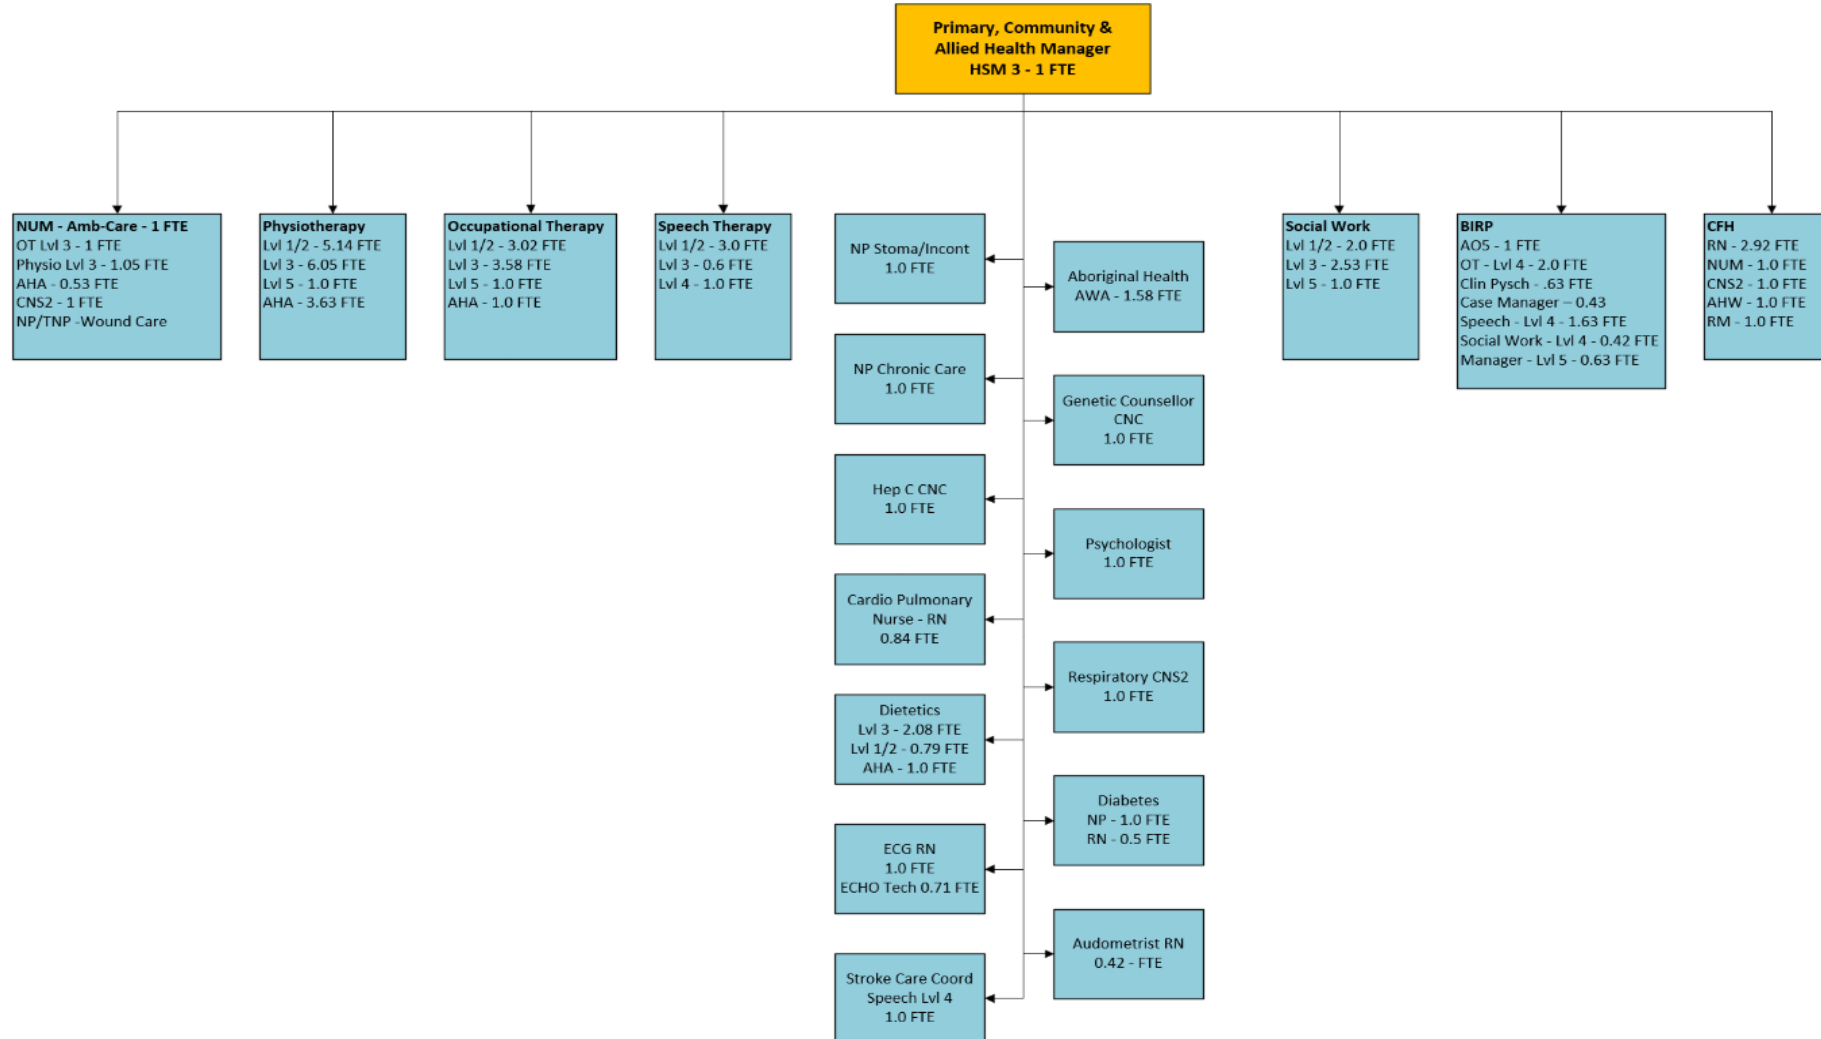 Primary, Community &
Allied Health Manager
HSM 3 - 1 FTE
NUM - Amb-Care - 1 FTE
OT Lvl 3 - 1 FTE
Physio Lvl 3 - 1.05 FTE
AHA - 0.53 FTE
CNS2 - 1 FTE
NP/TNP -Wound Care
Physiotherapy
Lvl 1/2 - 5.14 FTE
Lvl 3 - 6.05 FTE
Lvl 5 - 1.0 FTE
AHA - 3.63 FTE
Occupational Therapy
Lvl 1/2 - 3.02 FTE
Lvl 3 - 3.58 FTE
Lvl 5 - 1.0 FTE
AHA - 1.0 FTE
Speech Therapy
Lvl 1/2 - 3.0 FTE
Lvl 3 - 0.6 FTE
Lvl 4 - 1.0 FTE
NP Stoma/Incont
1.0 FTE
Aboriginal Health
AWA - 1.58 FTE
NP Chronic Care
1.0 FTE
Genetic Counsellor
CNC
1.0 FTE
Hep C CNC
1.0 FTE
Psychologist
1.0 FTE
Cardio Pulmonary
Nurse - RN
0.84 FTE
Respiratory CNS2
1.0 FTE
Dietetics
Lvl 3 - 2.08 FTE
Lvl 1/2 - 0.79 FTE
AHA - 1.0 FTE
Diabetes
NP - 1.0 FTE
RN - 0.5 FTE
ECG RN
1.0 FTE
ECHO Tech 0.71 FTE
Audometrist RN
0.42 - FTE
Stroke Care Coord
Speech Lvl 4
1.0 FTE
Social Work
Lvl 1/2 - 2.0 FTE
Lvl 3 - 2.53 FTE
Lvl 5 - 1.0 FTE
BIRP
AO5 - 1 FTE
OT - Lvl 4 - 2.0 FTE
Clin Pysch - .63 FTE
Case Manager – 0.43
Speech - Lvl 4 - 1.63 FTE
Social Work - Lvl 4 - 0.42 FTE
Manager - Lvl 5 - 0.63 FTE
CFH
RN - 2.92 FTE
NUM - 1.0 FTE
CNS2 - 1.0 FTE
AHW - 1.0 FTE
RM - 1.0 FTE